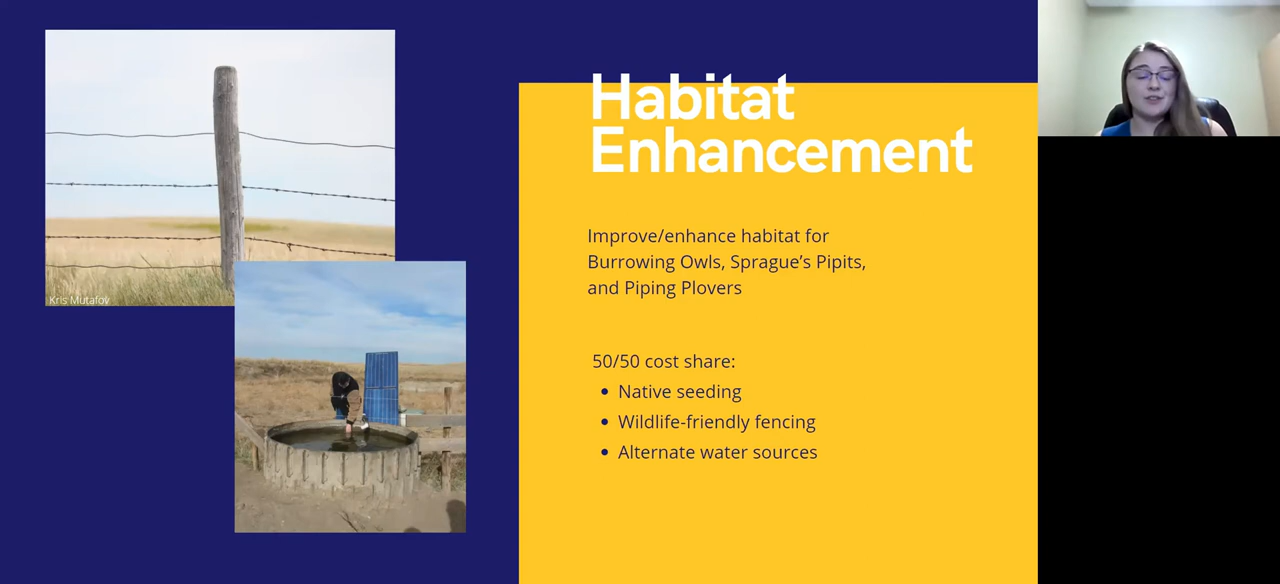 Habitat
Enhancement
Improve/enhance habitat for
Burrowing Owls, Sprague's Pipits,
and Piping Plovers
50/50 cost share:
• Native seeding
• Wildlife-friendly fencing
• Alternate water sources
Kris Mutafov